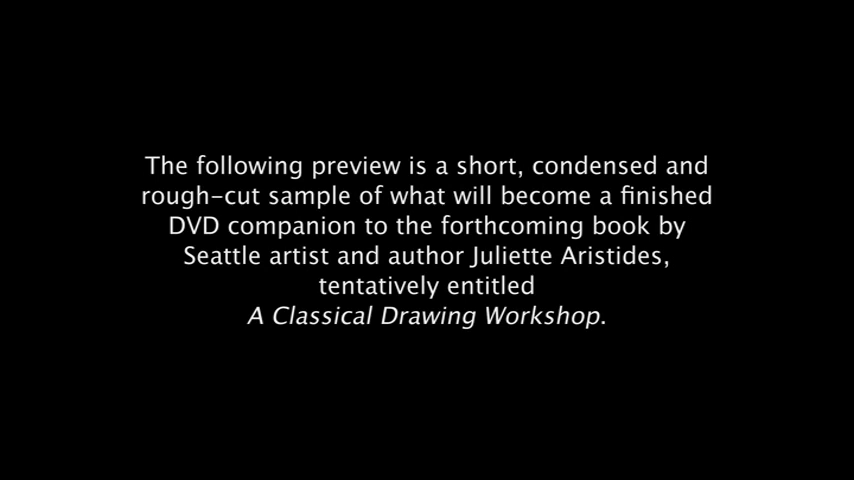 The following preview is a short, condensed and
rough-cut sample of what will become a finished
DVD companion to the forthcoming book by
Seattle artist and author Juliette Aristides,
tentatively entitled
A Classical Drawing Workshop.